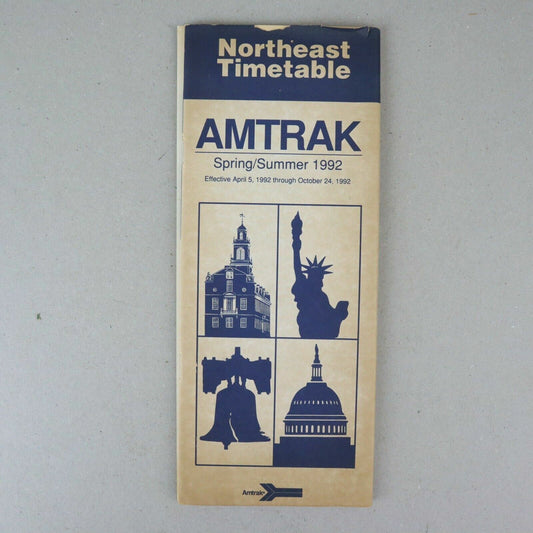 Northeast
Timetable
AMTRAK
Spring/Summer 1992
Effective April 5, 1992 through October 24, 1992
Amtrak